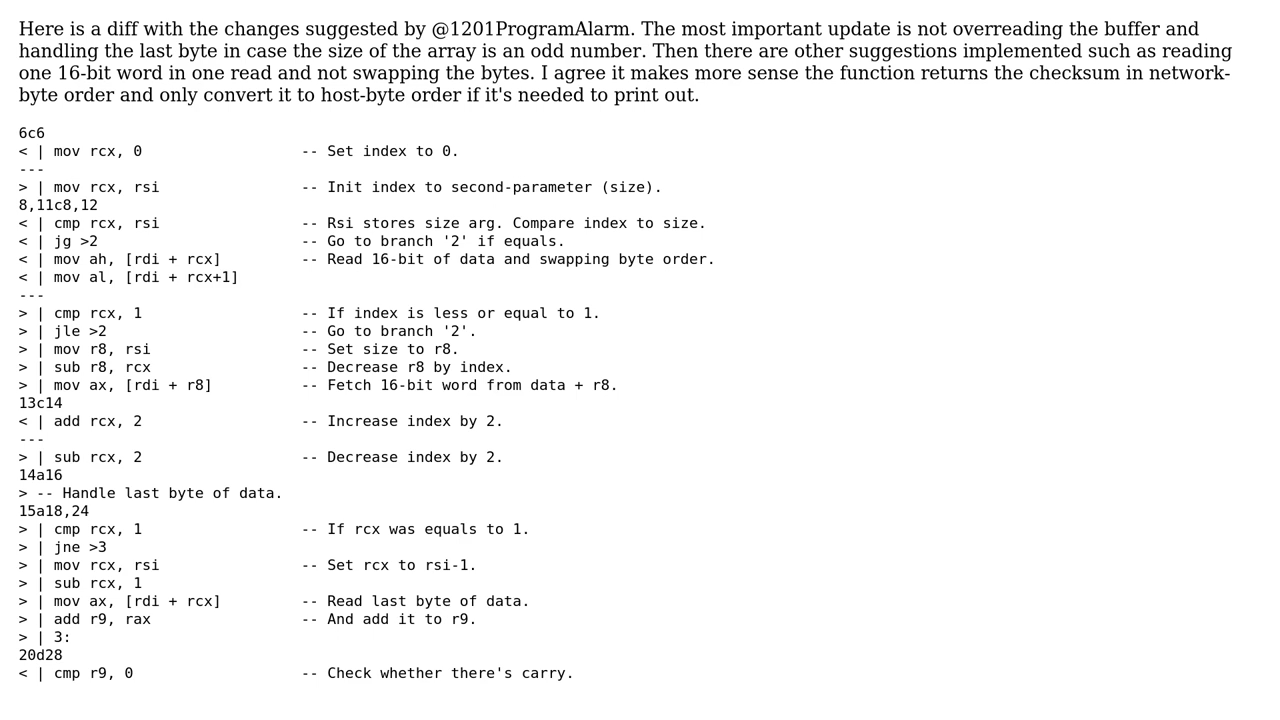 Here is a diff with the changes suggested by @1201ProgramAlarm. The most important update is not overreading the buffer and
handling the last byte in case the size of the array is an odd number. Then there are other suggestions implemented such as reading
one 16-bit word in one read and not swapping the bytes. I agree it makes more sense the function returns the checksum in network-
byte order and only convert it to host-byte order if it's needed to print out.
6c6
< | mov rcx, 0                  -- Set index to 0.
---
> | mov rcx, rsi                -- Init index to second-parameter (size).
8,11c8,12
< | cmp rcx, rsi                -- Rsi stores size arg. Compare index to size.
< | jg >2                       -- Go to branch '2' if equals.
< | mov ah, [rdi + rcx]         -- Read 16-bit of data and swapping byte order.
< | mov al, [rdi + rcx+1]
---
> | cmp rcx, 1                  -- If index is less or equal to 1.
> | jle >2                      -- Go to branch '2'.
> | mov r8, rsi                 -- Set size to r8.
> | sub r8, rcx                 -- Decrease r8 by index.
> | mov ax, [rdi + r8]          -- Fetch 16-bit word from data + r8.
13c14
< | add rcx, 2                  -- Increase index by 2.
---
> | sub rcx, 2                  -- Decrease index by 2.
14a16
> -- Handle last byte of data.
15a18,24
> | cmp rcx, 1                  -- If rcx was equals to 1.
> | jne >3
> | mov rcx, rsi                -- Set rcx to rsi-1.
> | sub rcx, 1
> | mov ax, [rdi + rcx]         -- Read last byte of data.
> | add r9, rax                 -- And add it to r9.
> | 3:
20d28
< | cmp r9, 0                   -- Check whether there's carry.